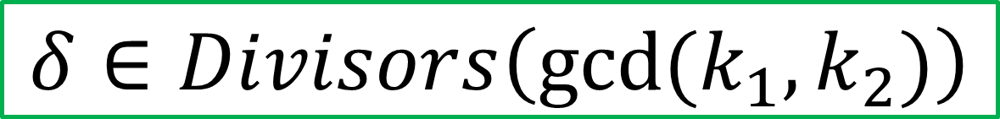 δ ∈ Divisors(gcd(k₁, k₂))